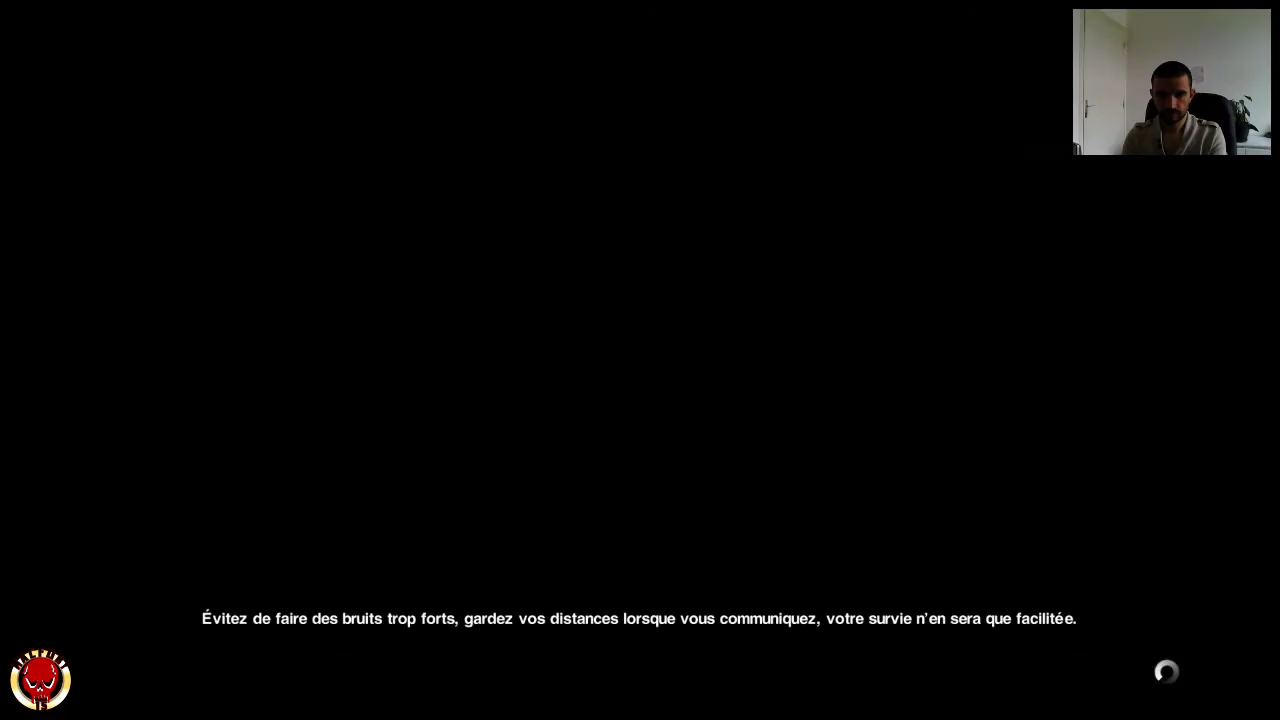 Évitez de faire des bruits trop forts, gardez vos distances lorsque vous communiquez, votre survie n'en sera que facilitée.